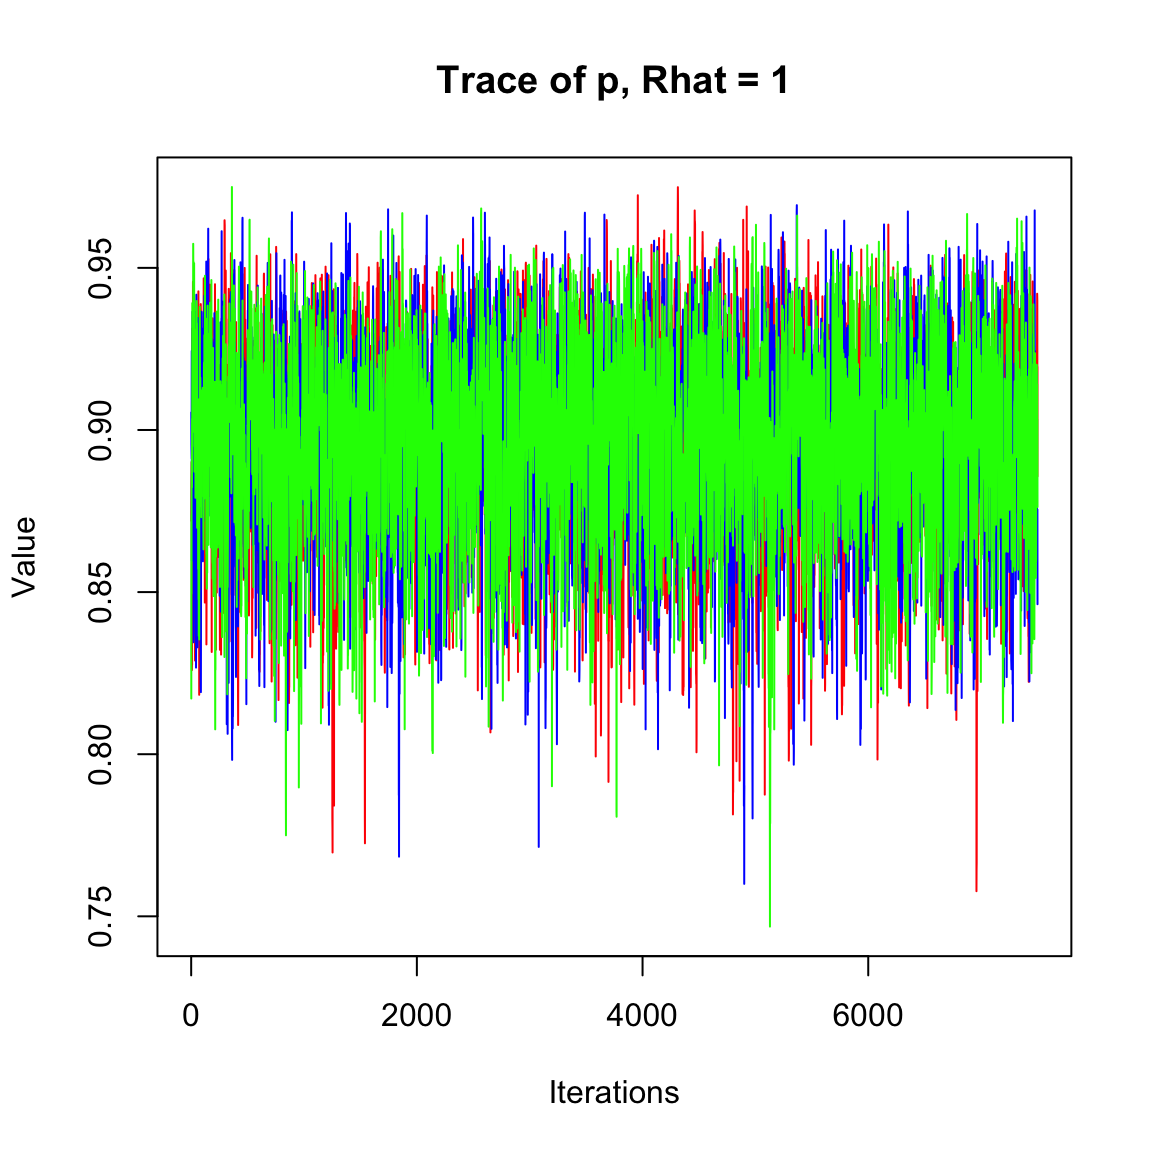 Trace of p, Rhat = 1
Value
0.95
0.90
0.85
0.80
0.75
0 2000 4000 6000
Iterations